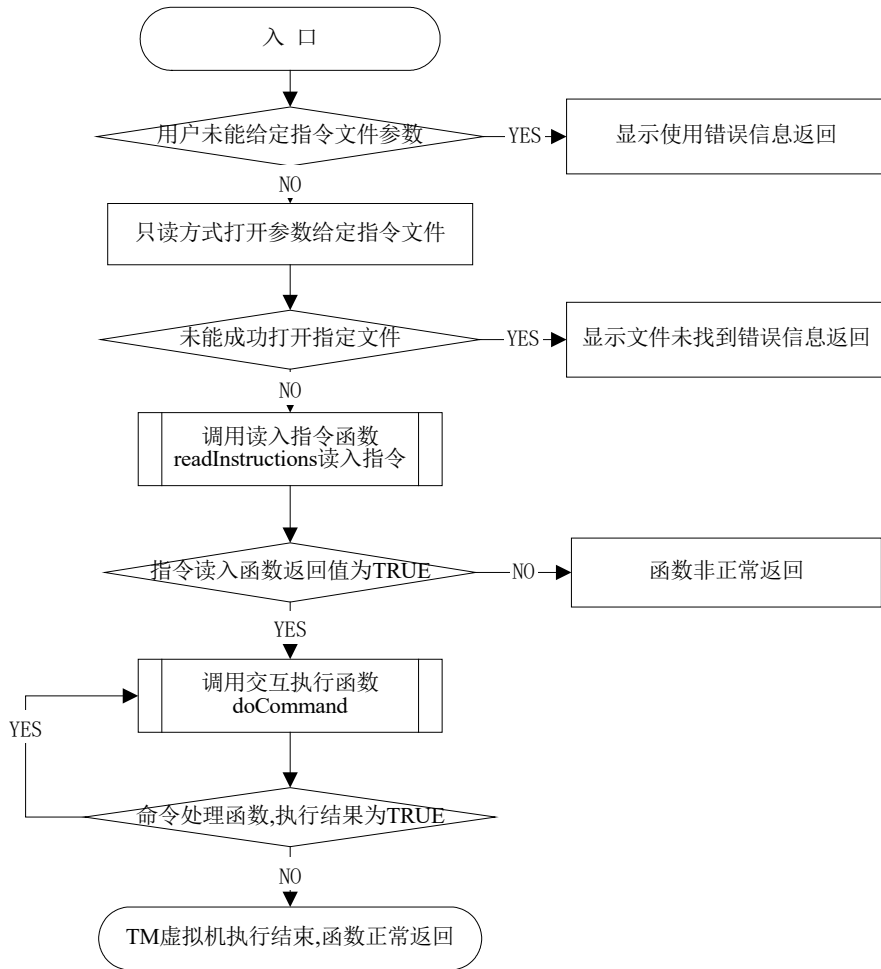 入 口
用户未能给定指令文件参数
YES
显示使用错误信息返回
NO
只读方式打开参数给定指令文件
未能成功打开指定文件
YES
显示文件未找到错误信息返回
NO
调用读入指令函数
readInstructions读入指令
指令读入函数返回值为TRUE
NO
函数非正常返回
YES
调用交互执行函数
doCommand
YES
命令处理函数,执行结果为TRUE
NO
TM虚拟机执行结束,函数正常返回